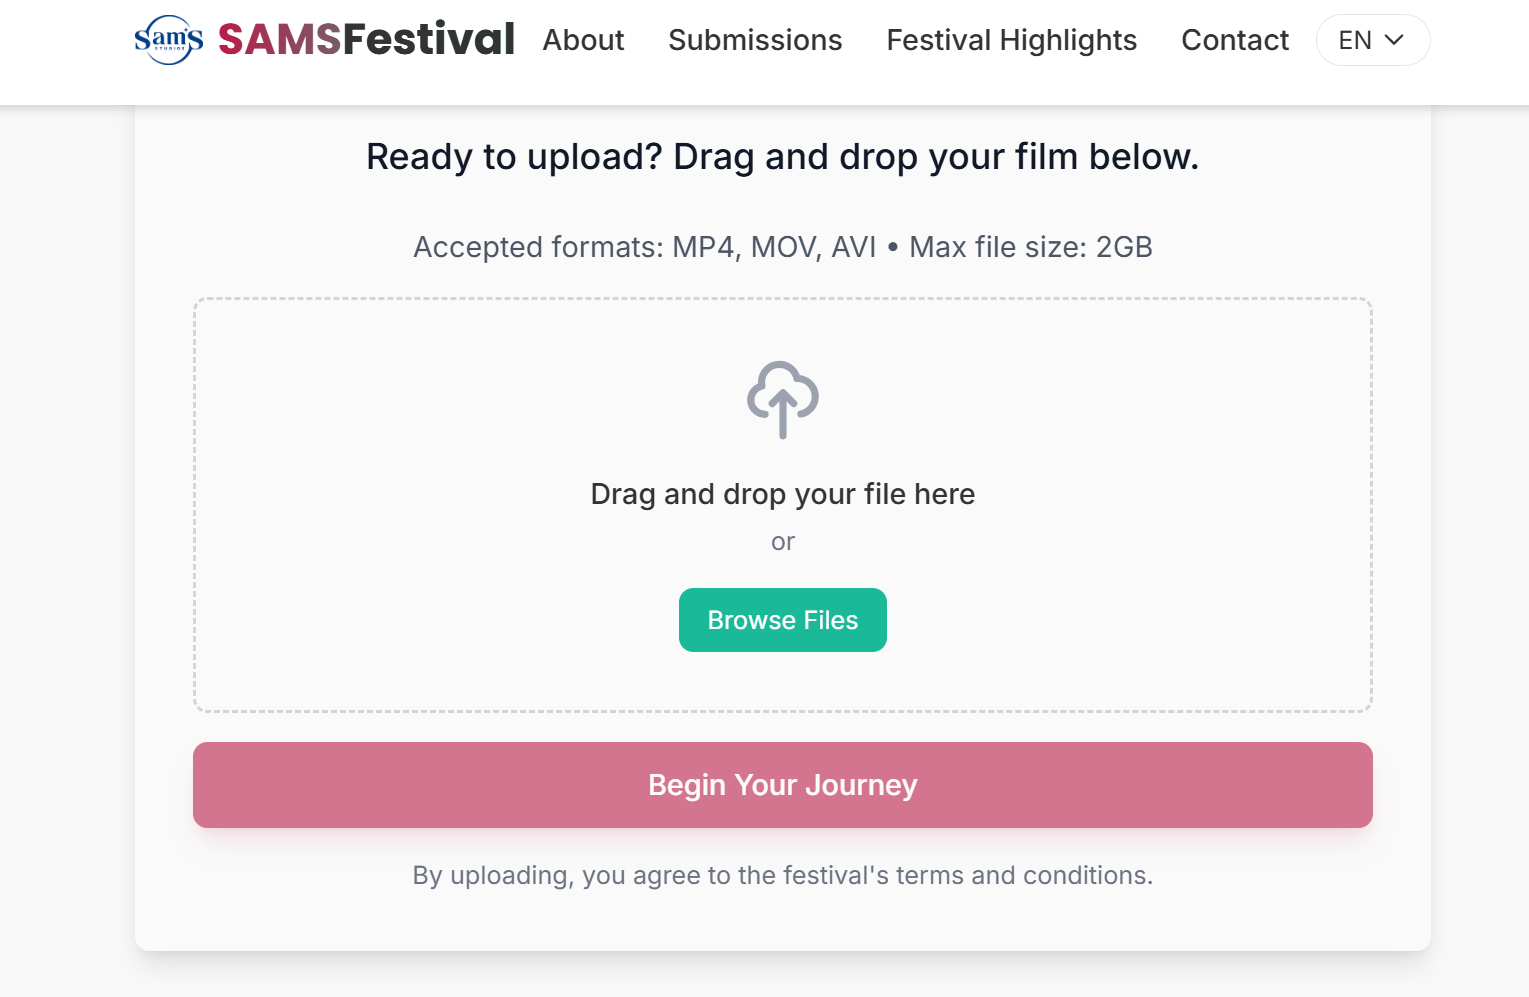 Sam's
STUDIOS
SAMSFestival
About
Submissions
Festival Highlights
Contact
EN
Ready to upload? Drag and drop your film below.
Accepted formats: MP4, MOV, AVI • Max file size: 2GB
Drag and drop your file here
or
Browse Files
Begin Your Journey
By uploading, you agree to the festival's terms and conditions.